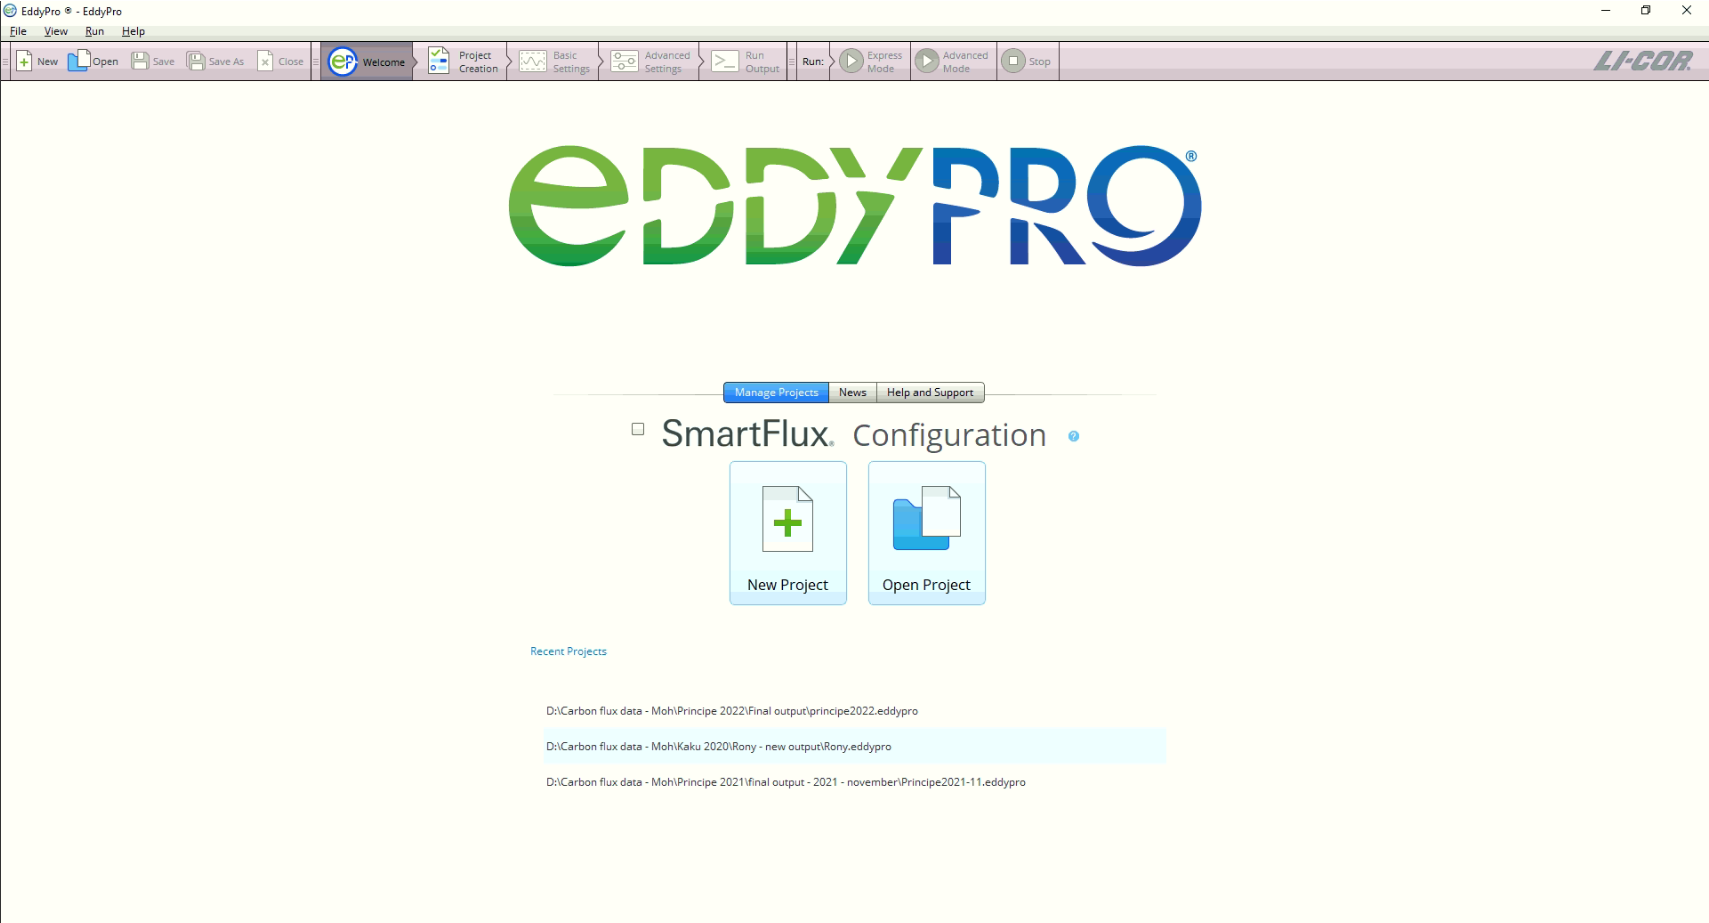 EddyPro ® - EddyPro
File View Run Help
New Open Save Save As Close Welcome Project Creation Basic Settings Advanced Settings Run Output Run: Express Mode Advanced Mode Stop LI-COR®
eDDYPRO®
Manage Projects News Help and Support
SmartFlux® Configuration ?
New Project Open Project
Recent Projects
D:\Carbon flux data - Moh\Principe 2022\Final output\principe2022.eddypro
D:\Carbon flux data - Moh\Kaku 2020\Rony - new output\Rony.eddypro
D:\Carbon flux data - Moh\Principe 2021\final output - 2021 - november\Principe2021-11.eddypro